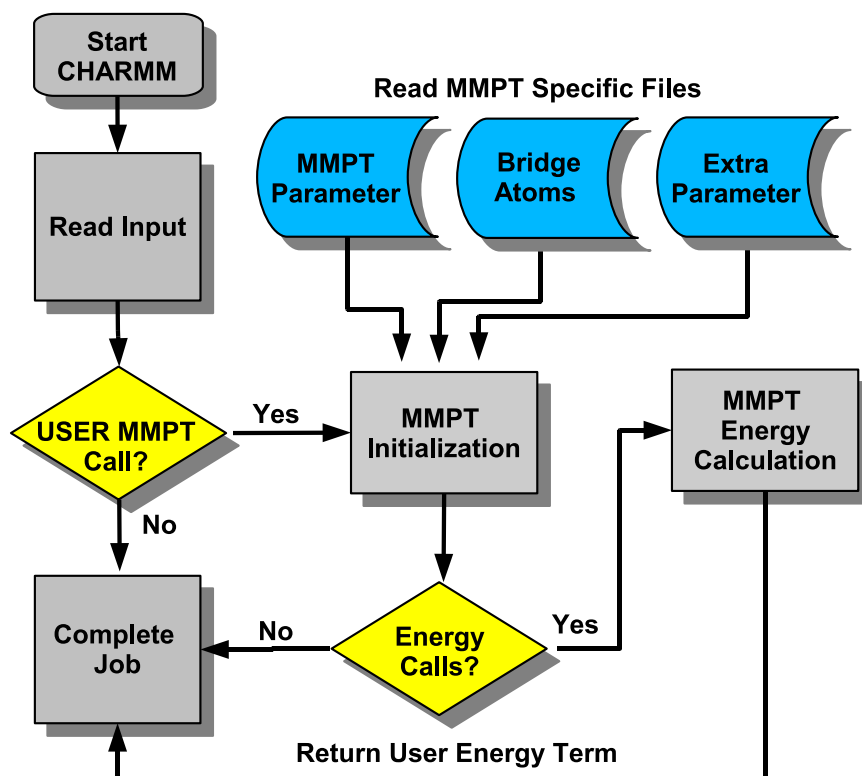 Start
CHARMM
Read MMPT Specific Files
MMPT
Parameter
Bridge
Atoms
Extra
Parameter
Read Input
USER MMPT
Call?
Yes
No
MMPT
Initialization
MMPT
Energy
Calculation
Complete
Job
No
Energy
Calls?
Yes
Return User Energy Term